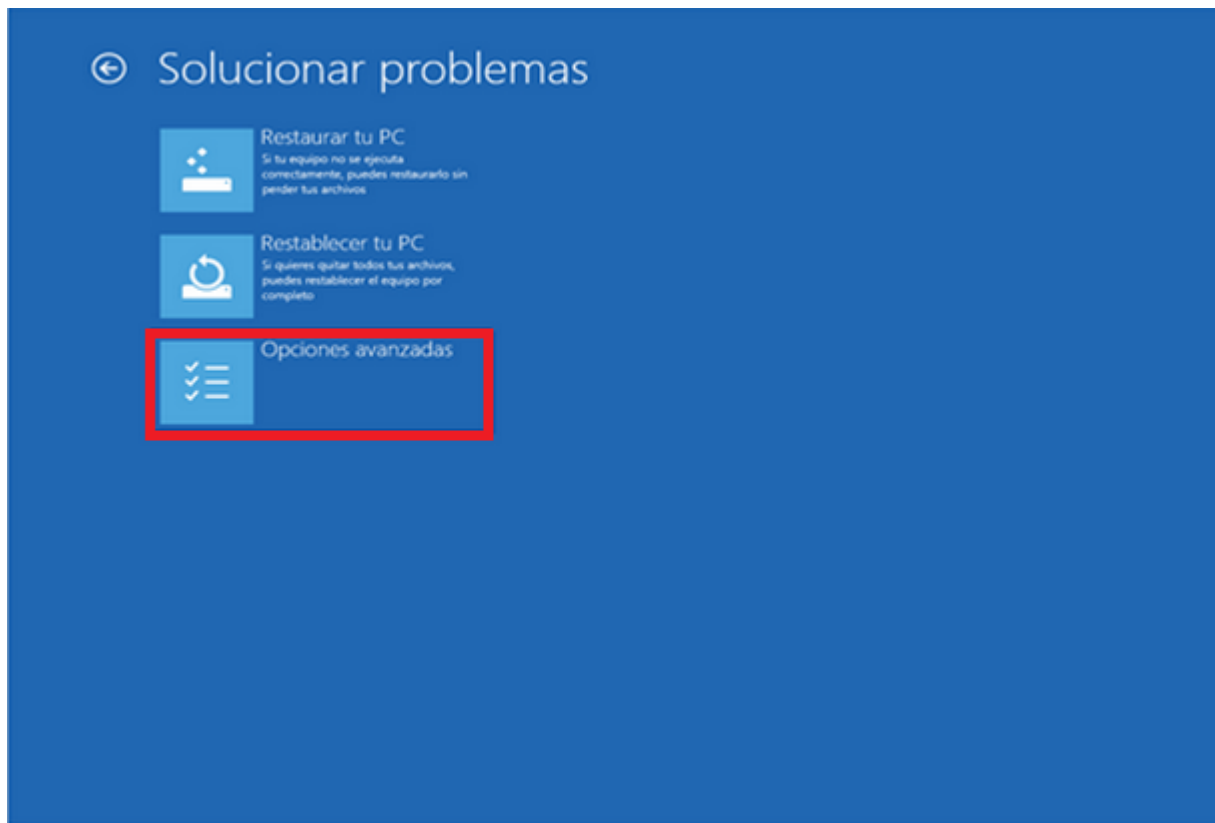 Solucionar problemas
Restaurar tu PC
Si tu equipo no se ejecuta
correctamente, puedes restaurarlo sin
perder tus archivos
Restablecer tu PC
Si quieres quitar todos tus archivos,
puedes restablecer el equipo por
completo
Opciones avanzadas